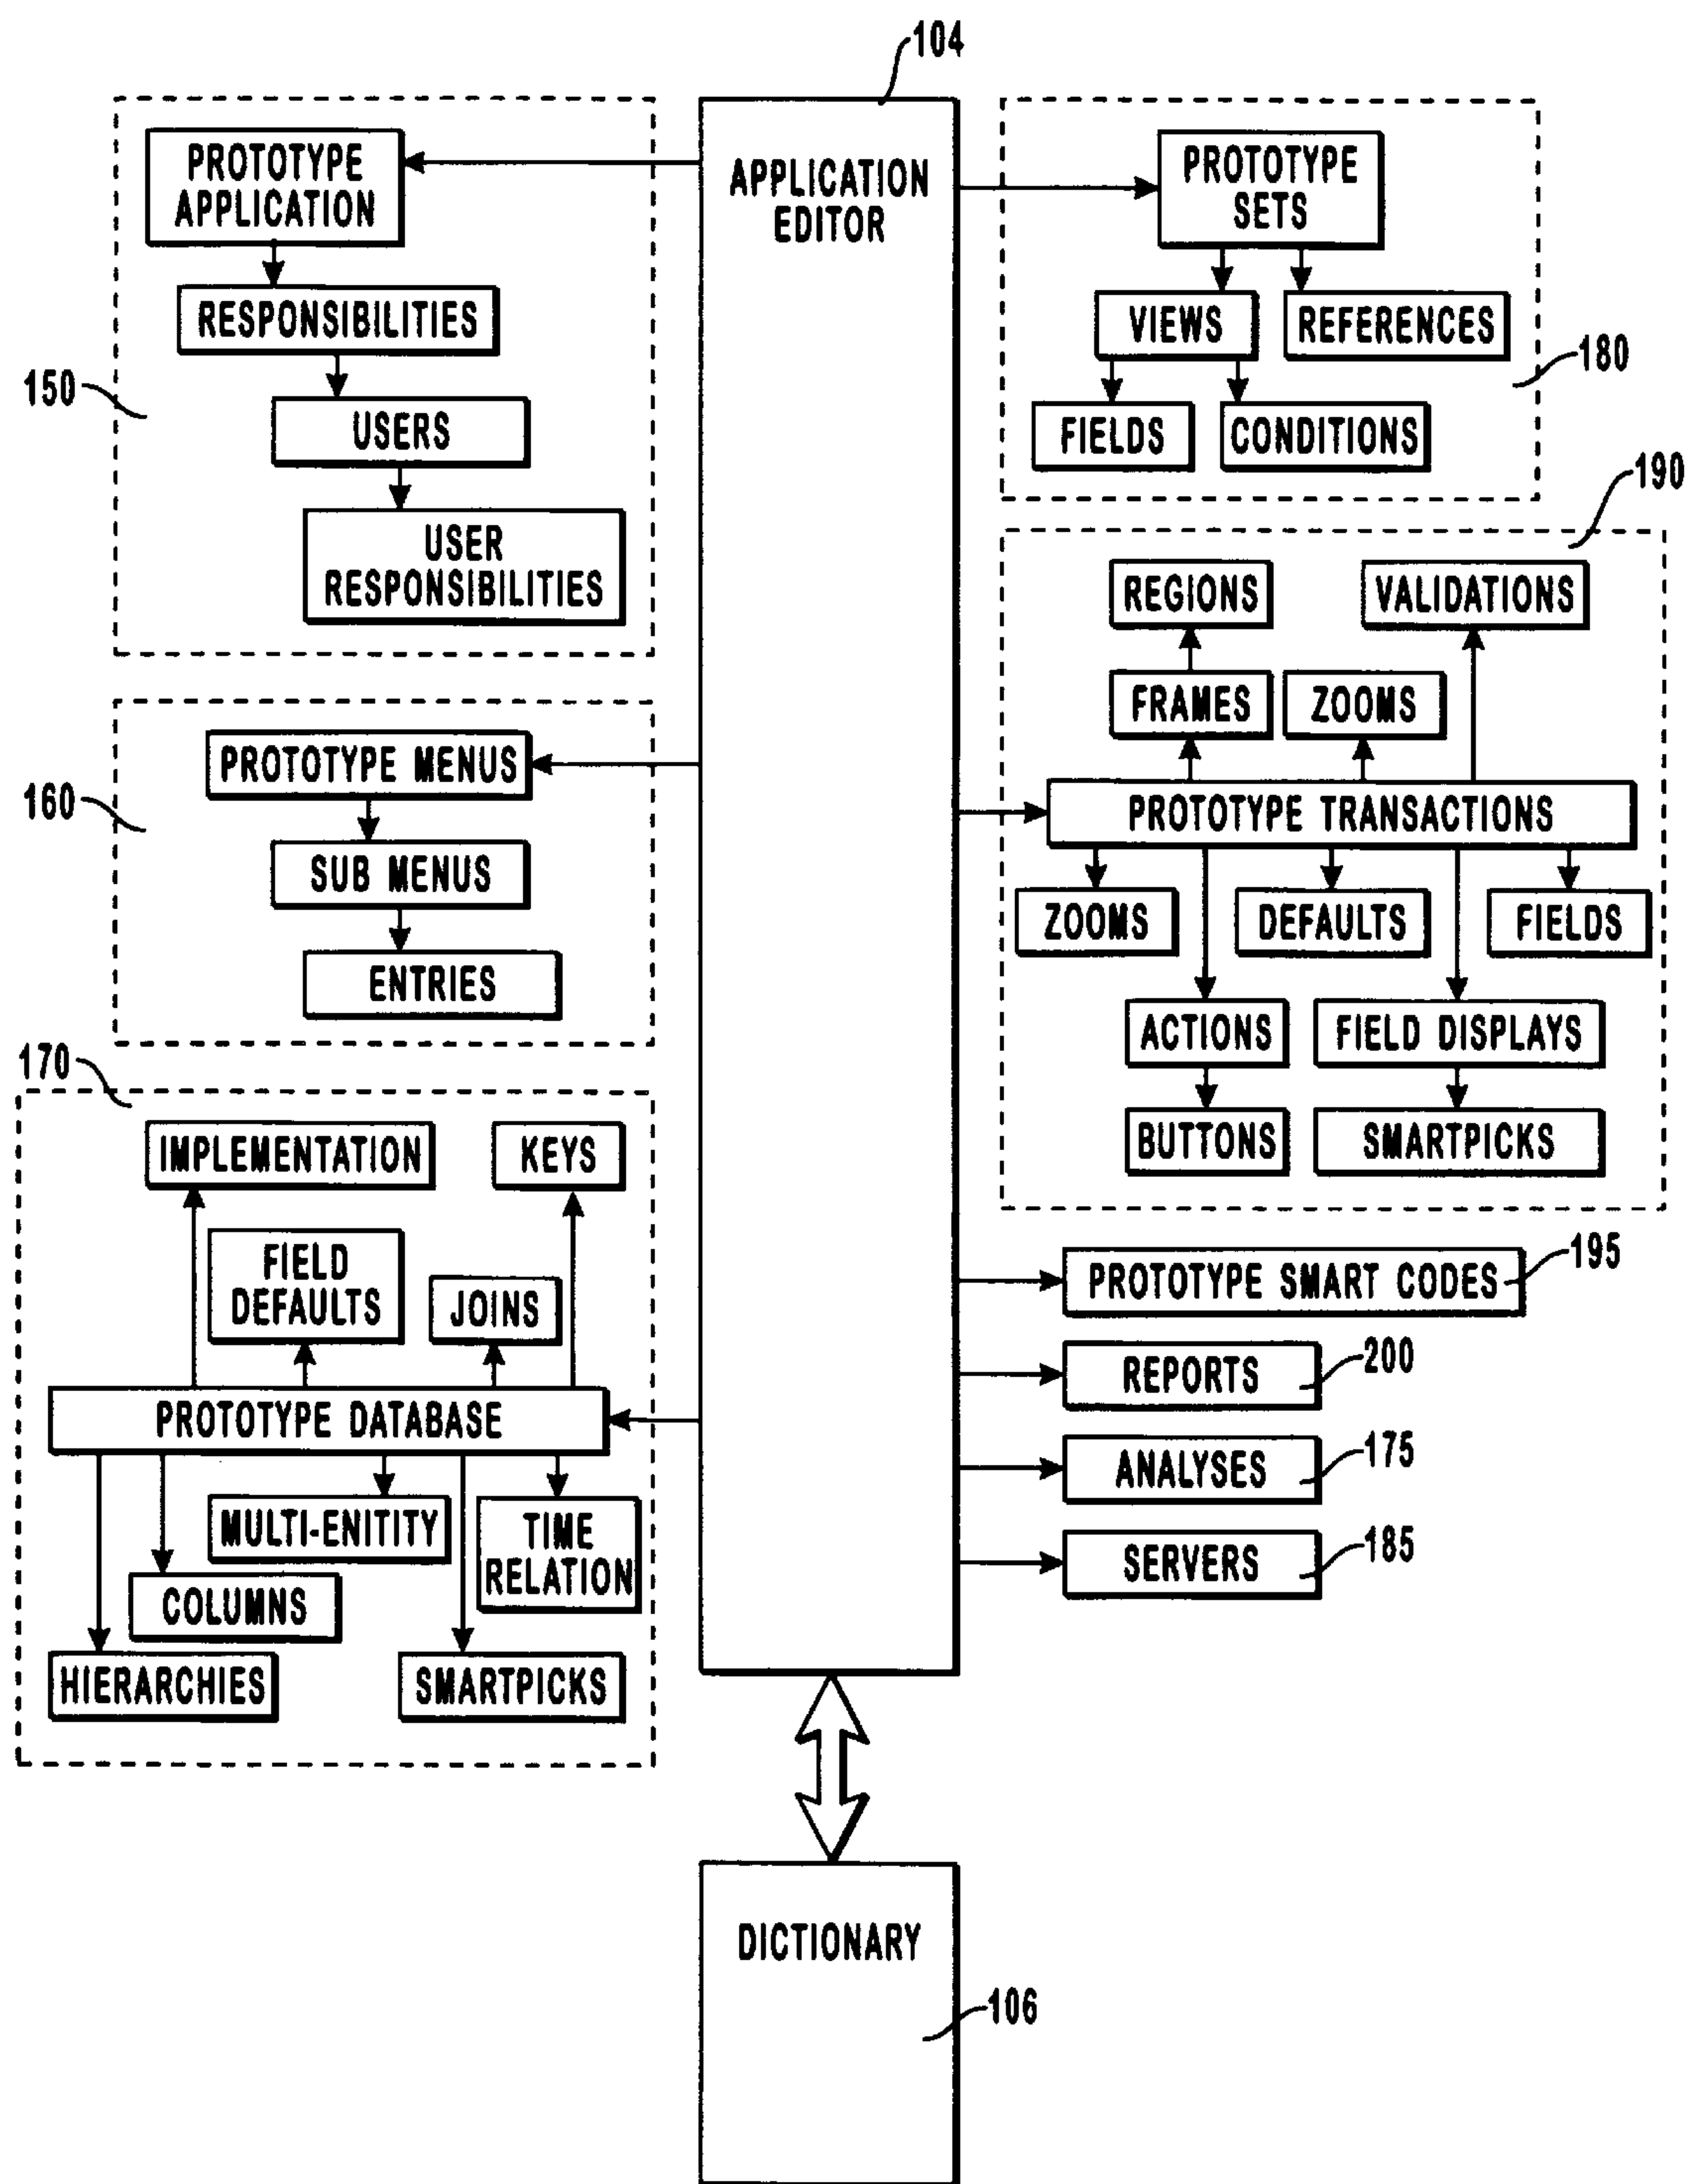 104
PROTOTYPE
APPLICATION
RESPONSIBILITIES
150
USERS
USER
RESPONSIBILITIES
PROTOTYPE MENUS
160
SUB MENUS
ENTRIES
170
IMPLEMENTATION
KEYS
FIELD
DEFAULTS
JOINS
PROTOTYPE DATABASE
MULTI-ENITITY
TIME
RELATION
COLUMNS
HIERARCHIES
SMARTPICKS
APPLICATION
EDITOR
PROTOTYPE
SETS
VIEWS
REFERENCES
180
FIELDS
CONDITIONS
190
REGIONS
VALIDATIONS
FRAMES
ZOOMS
PROTOTYPE TRANSACTIONS
ZOOMS
DEFAULTS
FIELDS
ACTIONS
FIELD DISPLAYS
BUTTONS
SMARTPICKS
PROTOTYPE SMART CODES
195
REPORTS
200
ANALYSES
175
SERVERS
185
DICTIONARY
106